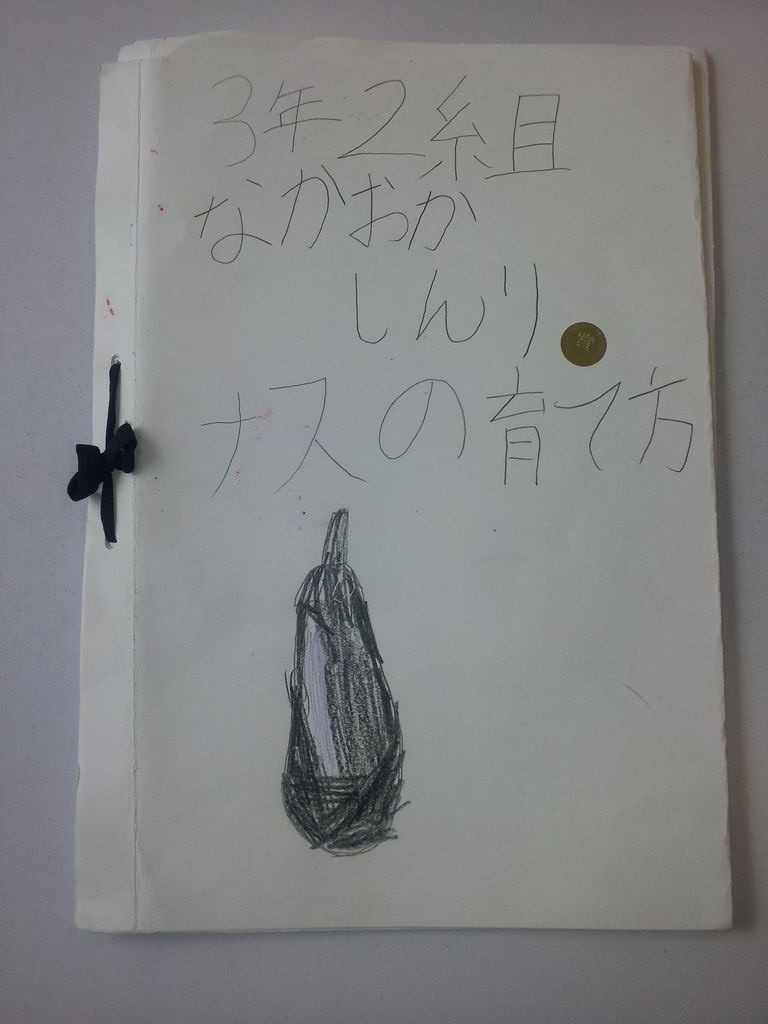 3年2組
なかおか
しんり
ナスの育て方